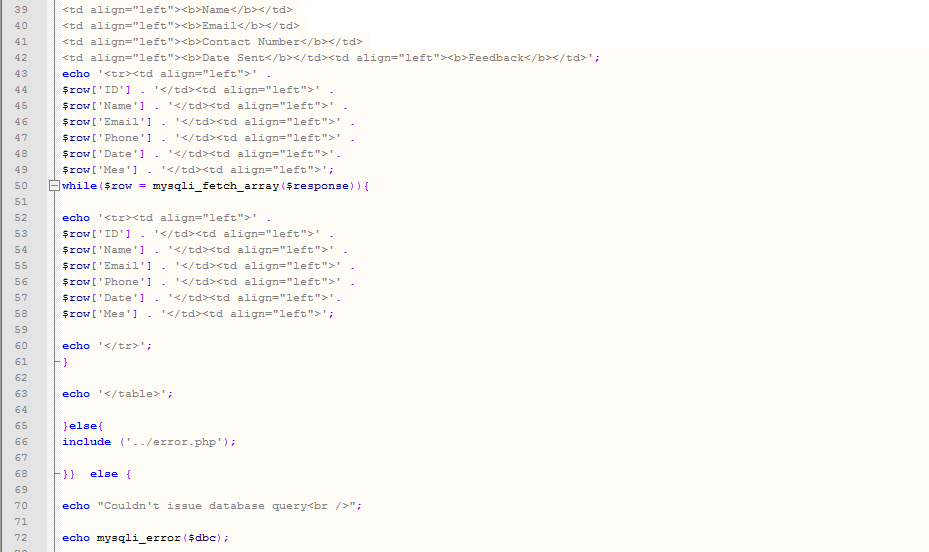 39 <td align="left"><b>Name</b></td>
40 <td align="left"><b>Email</b></td>
41 <td align="left"><b>Contact Number</b></td>
42 <td align="left"><b>Date Sent</b></td><td align="left"><b>Feedback</b></td>';
43 echo '<tr><td align="left">' .
44 $row['ID'] . '</td><td align="left">' .
45 $row['Name'] . '</td><td align="left">' .
46 $row['Email'] . '</td><td align="left">' .
47 $row['Phone'] . '</td><td align="left">' .
48 $row['Date'] . '</td><td align="left">'.
49 $row['Mes'] . '</td><td align="left">';
50 while($row = mysqli_fetch_array($response)){
51
52 echo '<tr><td align="left">' .
53 $row['ID'] . '</td><td align="left">' .
54 $row['Name'] . '</td><td align="left">' .
55 $row['Email'] . '</td><td align="left">' .
56 $row['Phone'] . '</td><td align="left">' .
57 $row['Date'] . '</td><td align="left">'.
58 $row['Mes'] . '</td><td align="left">';
59
60 echo '</tr>';
61 }
62
63 echo '</table>';
64
65 }else{
66 include ('../error.php');
67
68 }} else {
69
70 echo "Couldn't issue database query<br />";
71
72 echo mysqli_error($dbc);